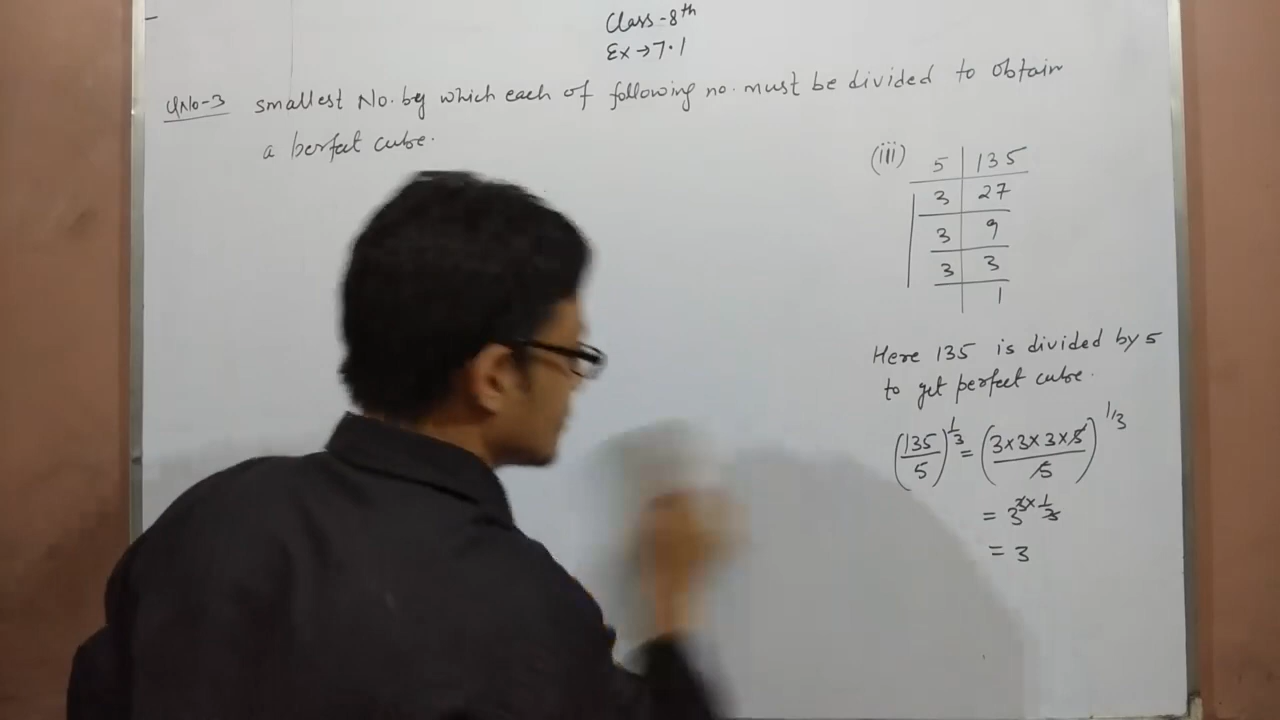 Class-8th
Ex→7.1
QNo-3 smallest No. by which each of following no. must be divided to obtain
a perfect cube.
(iii) 5 | 135
3 | 27
3 | 9
3 | 3
| 1
Here 135 is divided by 5
to get perfect cube.
(135/5)^1/3 = (3×3×3×5/5)^1/3
= 3^3×1/3
= 3